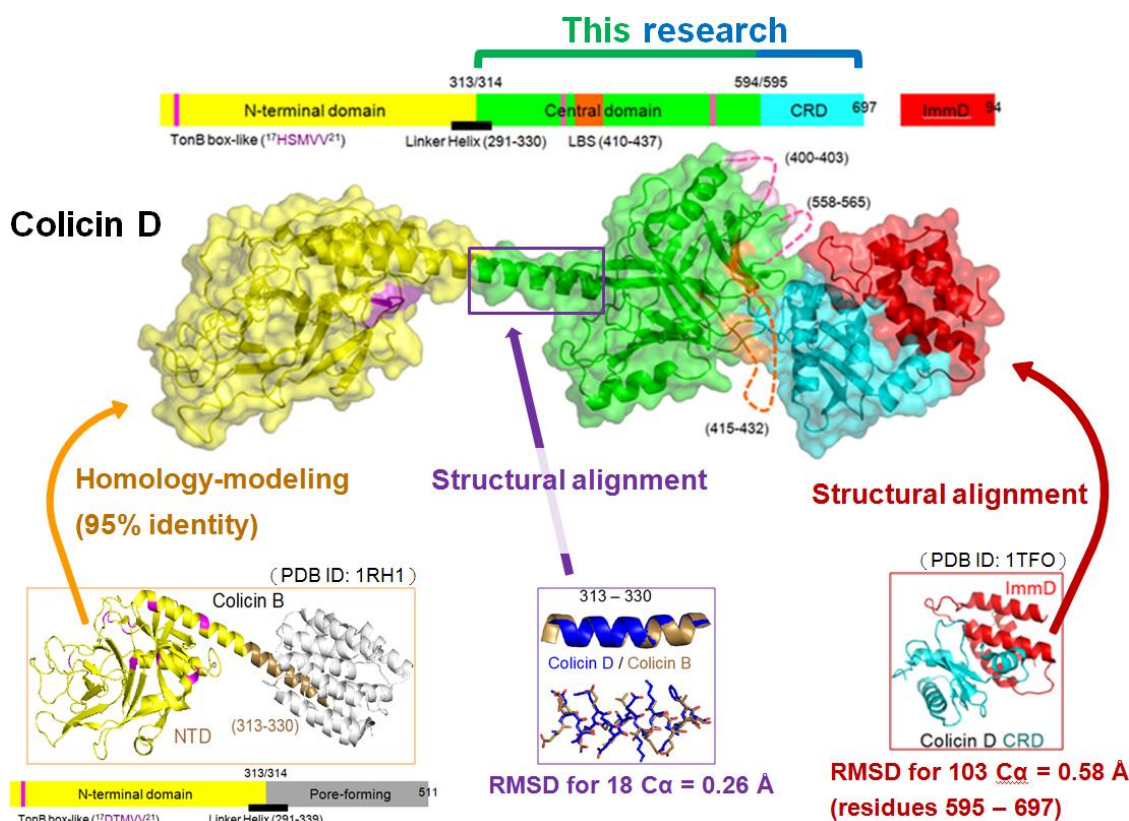 This research
313/314
594/595
N-terminal domain
Central domain
CRD
697
ImmD
94
TonB box-like (¹⁷HSMVV²¹)
Linker Helix (291-330)
LBS (410-437)
(400-403)
(558-565)
Colicin D
(415-432)
Homology-modeling
(95% identity)
Structural alignment
Structural alignment
(PDB ID: 1RH1)
Colicin B
NTD
(313-330)
313 – 330
Colicin D / Colicin B
(PDB ID: 1TFO)
ImmD
Colicin D CRD
RMSD for 18 Cα = 0.26 Å
RMSD for 103 Cα = 0.58 Å
(residues 595 – 697)
313/314
N-terminal domain
Pore-forming
511
TonB box-like (¹⁷DTMVV²¹)
Linker Helix (291-339)